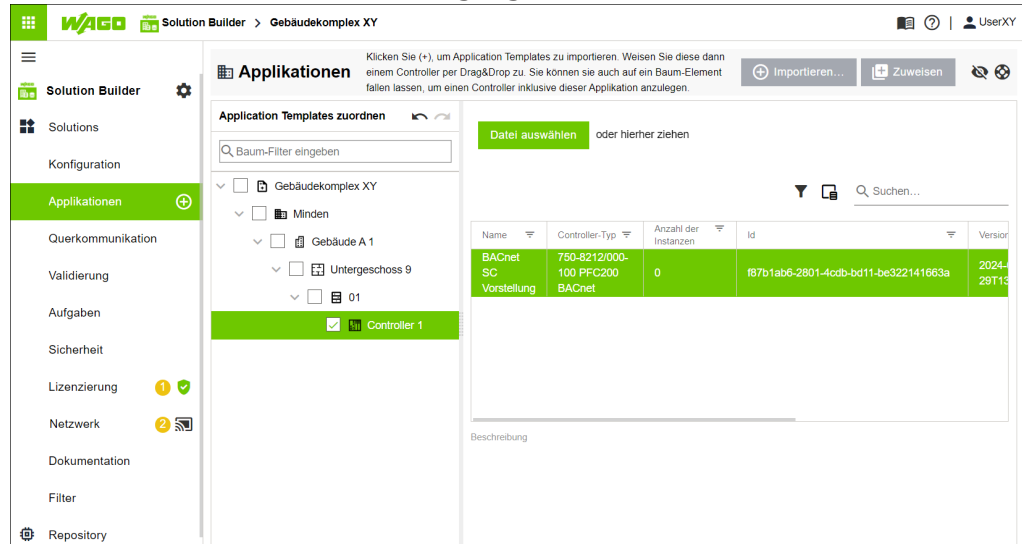 WAGO Solution Builder > Gebäudekomplex XY
UserXY
Solution Builder
Solutions
Konfiguration
Applikationen
Querkommunikation
Validierung
Aufgaben
Sicherheit
Lizenzierung 1
Netzwerk 2
Dokumentation
Filter
Repository
Applikationen
Klicken Sie (+), um Application Templates zu importieren. Weisen Sie diese dann
einem Controller per Drag&Drop zu. Sie können sie auch auf ein Baum-Element
fallen lassen, um einen Controller inklusive dieser Applikation anzulegen.
Importieren...
Zuweisen
Application Templates zuordnen
Baum-Filter eingeben
Gebäudekomplex XY
Minden
Gebäude A 1
Untergeschoss 9
01
Controller 1
Datei auswählen oder hierher ziehen
Suchen...
Name Controller-Typ Anzahl der Instanzen Id Version
BACnet 750-8212/000-
SC 100 PFC200 0 f87b1ab6-2801-4cdb-bd11-be322141663a
Vorstellung BACnet
29T13
Beschreibung